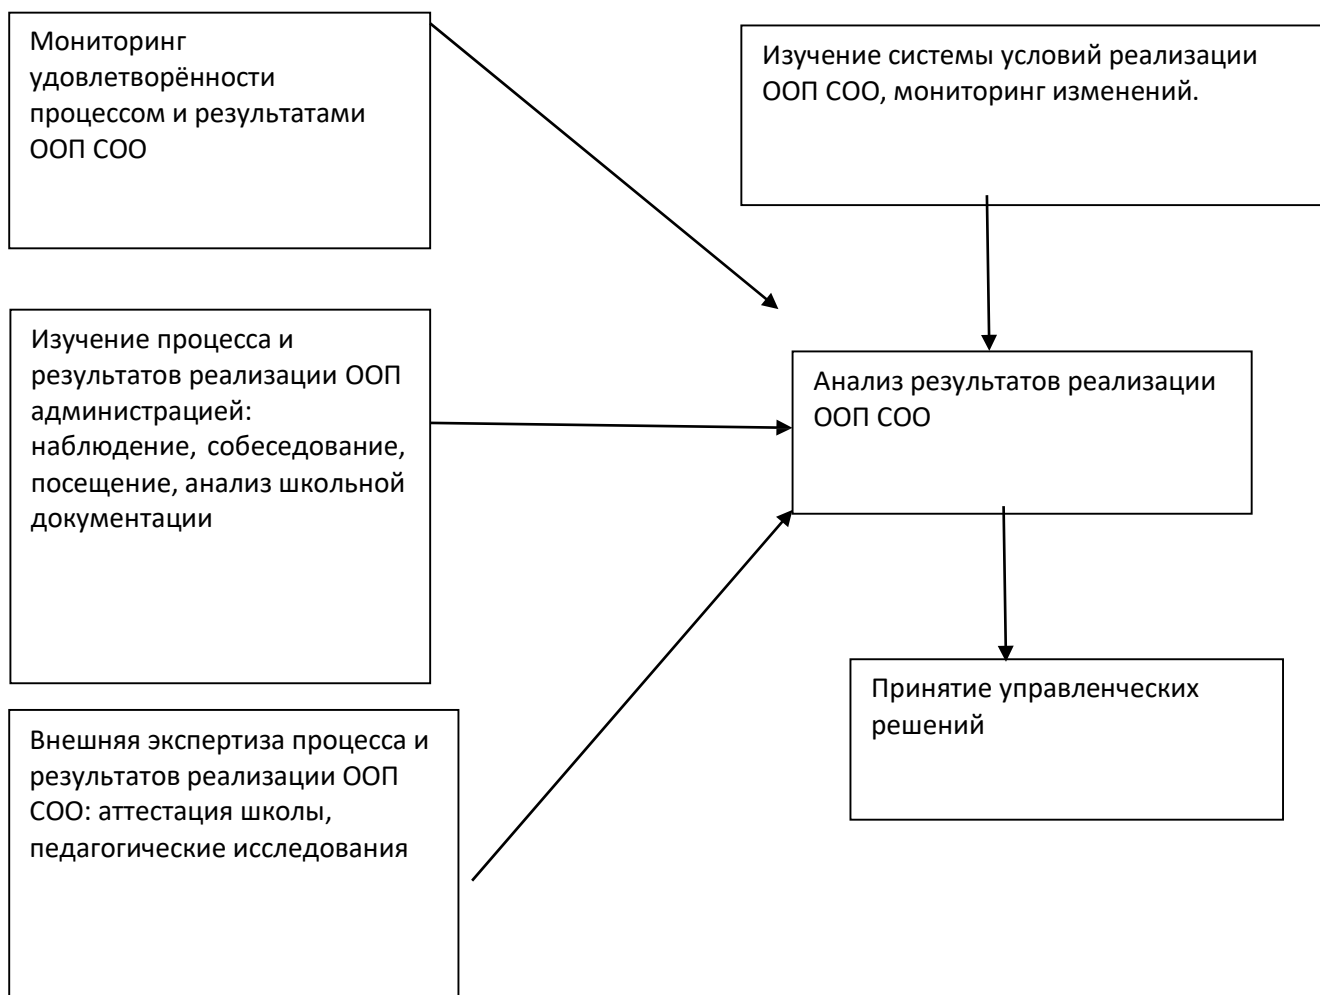 Мониторинг
удовлетворённости
процессом и результатами
ООП СОО
Изучение системы условий реализации
ООП СОО, мониторинг изменений.
Изучение процесса и
результатов реализации ООП
администрацией:
наблюдение, собеседование,
посещение, анализ школьной
документации
Анализ результатов реализации
ООП СОО
Внешняя экспертиза процесса и
результатов реализации ООП
СОО: аттестация школы,
педагогические исследования
Принятие управленческих
решений